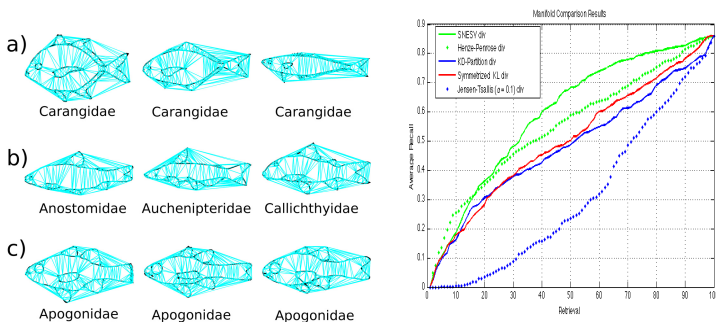 a)
Carangidae Carangidae Carangidae
b)
Anostomidae Auchenipteridae Callichthyidae
c)
Apogonidae Apogonidae Apogonidae
Manifold Comparison Results
SNESV div
Henze-Penrose div
KD-Partition div
Symmetrized KL div
Jensen-Tsallis (α = 0.1) div
Average Recall
0.9
0.8
0.7
0.6
0.5
0.4
0.3
0.2
0.1
0
0 10 20 30 40 50 60 70 80 90 100
Retrieval